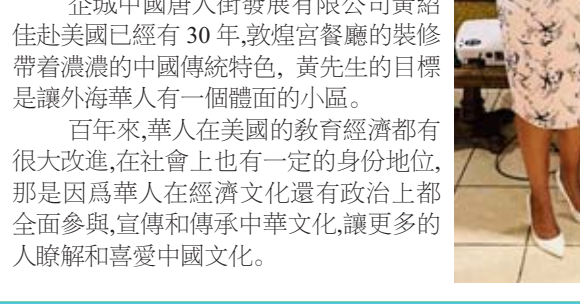 企城中國唐人街發展有限公司黃紹
佳赴美國已經有 30 年,敦煌宮餐廳的裝修
帶着濃濃的中國傳統特色, 黃先生的目標
是讓外海華人有一個體面的小區。
百年來,華人在美國的教育經濟都有
很大改進,在社會上也有一定的身份地位,
那是因爲華人在經濟文化還有政治上都
全面參與,宣傳和傳承中華文化,讓更多的
人瞭解和喜愛中國文化。